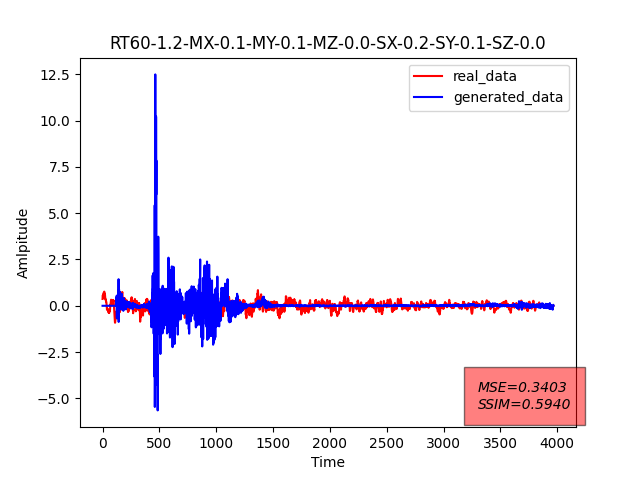 RT60-1.2-MX-0.1-MY-0.1-MZ-0.0-SX-0.2-SY-0.1-SZ-0.0
real_data
generated_data
12.5
10.0
7.5
5.0
2.5
0.0
−2.5
−5.0
Amlpitude
MSE=0.3403
SSIM=0.5940
0 500 1000 1500 2000 2500 3000 3500 4000
Time